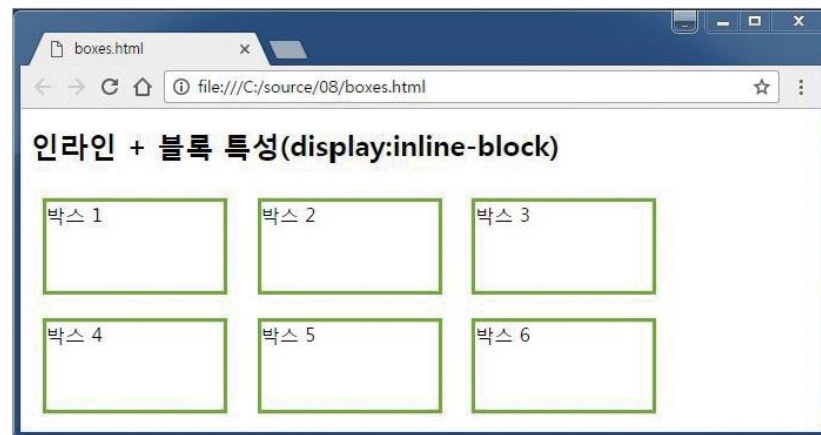 boxes.html
file:///C:/source/08/boxes.html
인라인 + 블록 특성(display:inline-block)
박스 1 박스 2 박스 3
박스 4 박스 5 박스 6